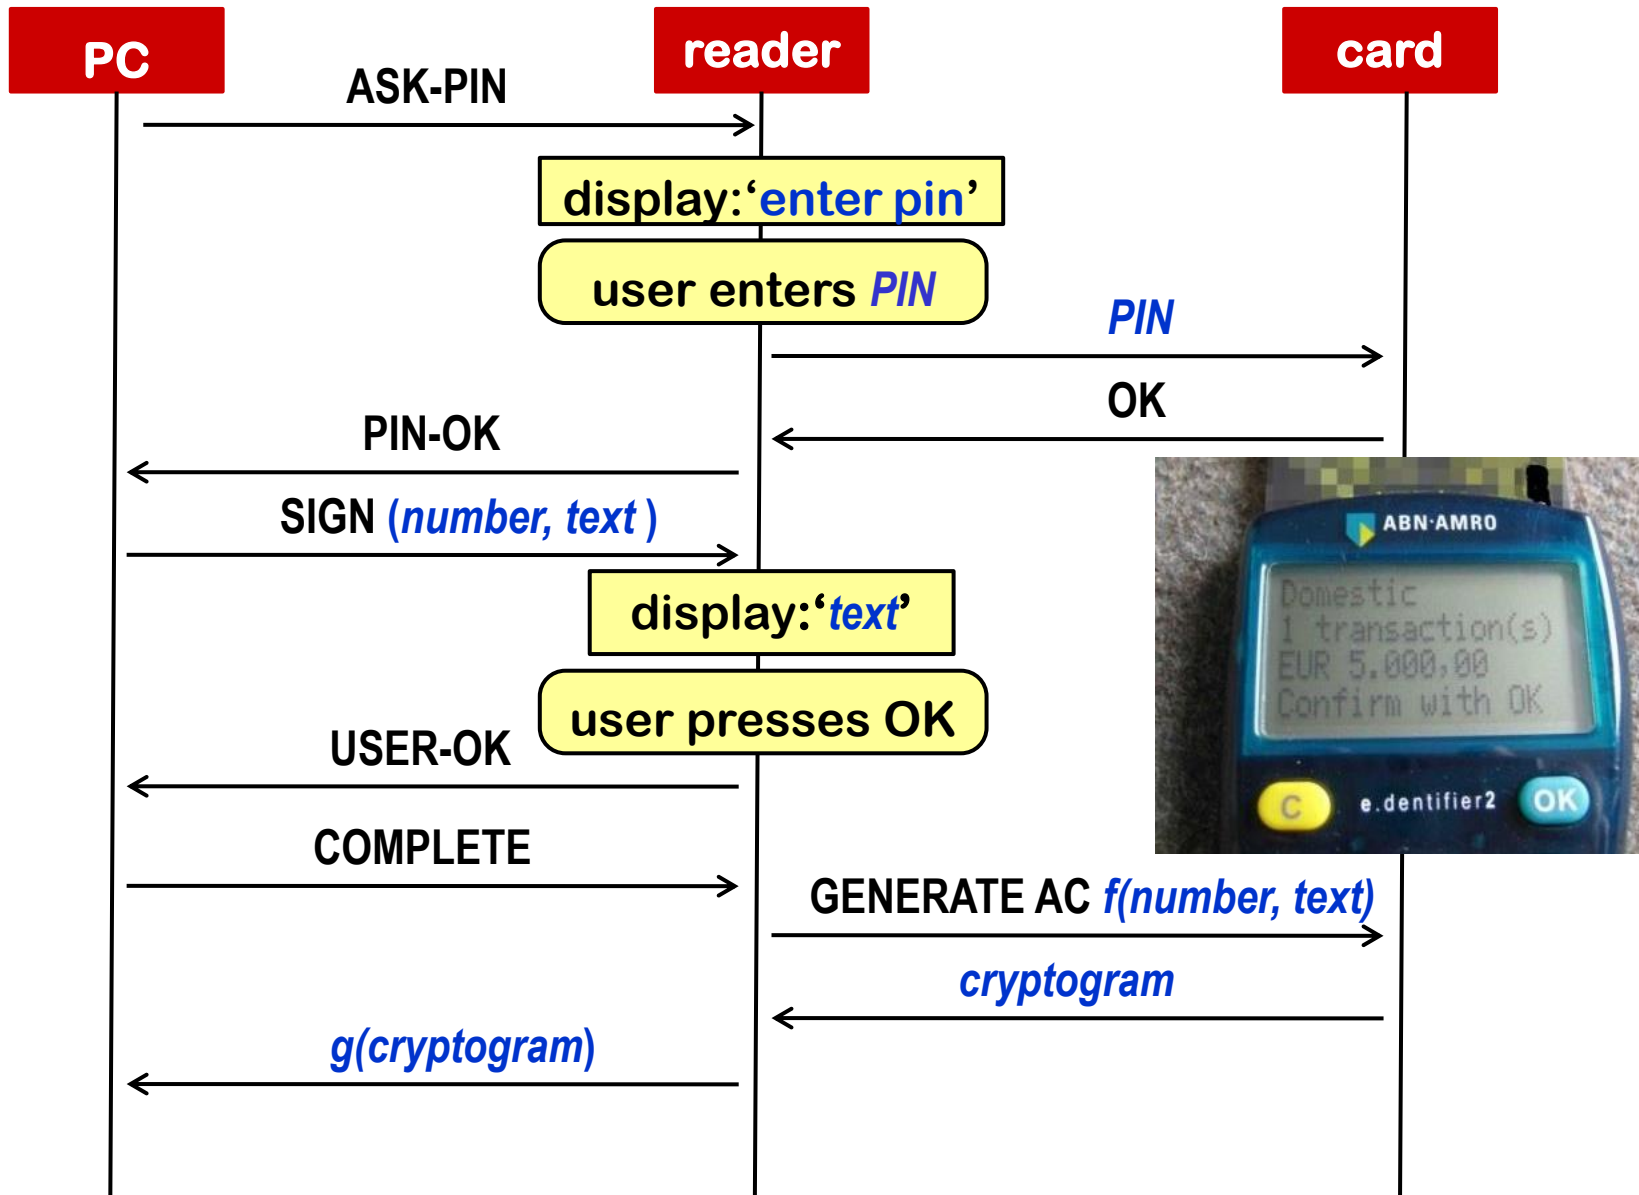 PC
reader
card
ASK-PIN
display:‘enter pin’
user enters PIN
PIN
OK
PIN-OK
SIGN (number, text )
display:‘text’
user presses OK
USER-OK
COMPLETE
ABN·AMRO
Domestic
1 transaction(s)
EUR 5.000,00
Confirm with OK
C
e.dentifier2
OK
GENERATE AC f(number, text)
cryptogram
g(cryptogram)